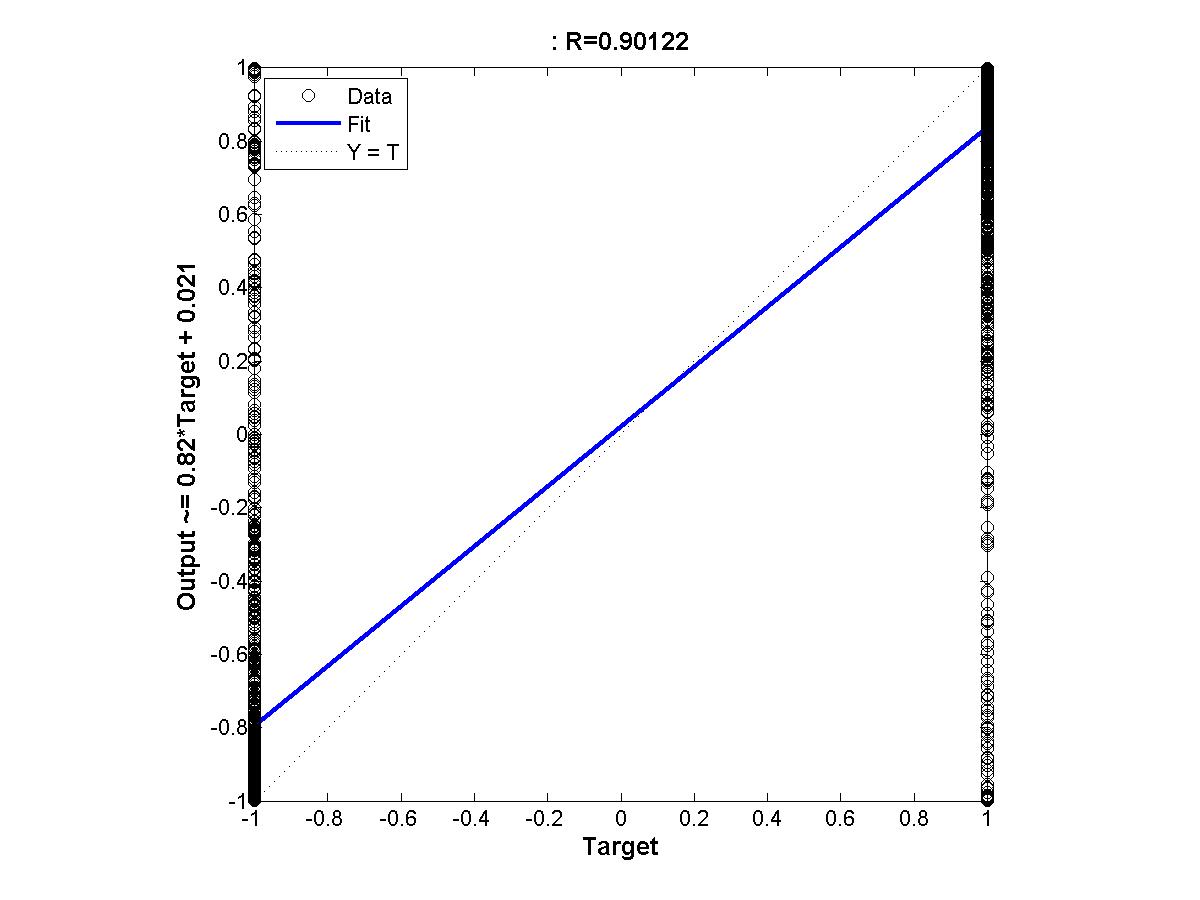 : R=0.90122
Data
Fit
Y = T
Output ~= 0.82*Target + 0.021
1
0.8
0.6
0.4
0.2
0
-0.2
-0.4
-0.6
-0.8
-1
-1 -0.8 -0.6 -0.4 -0.2 0 0.2 0.4 0.6 0.8 1
Target